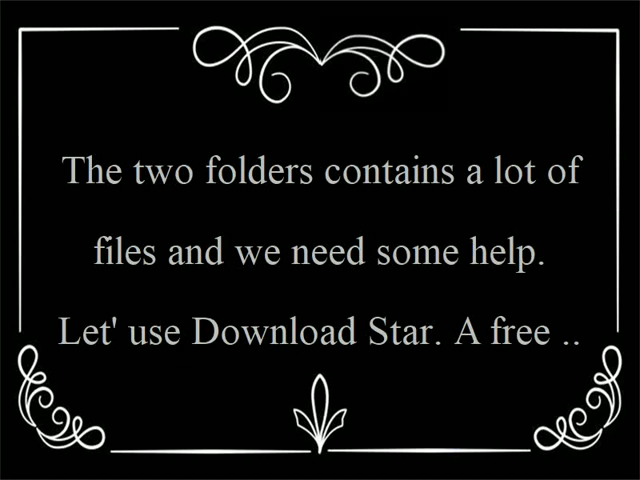 The two folders contains a lot of
files and we need some help.
Let' use Download Star. A free ..